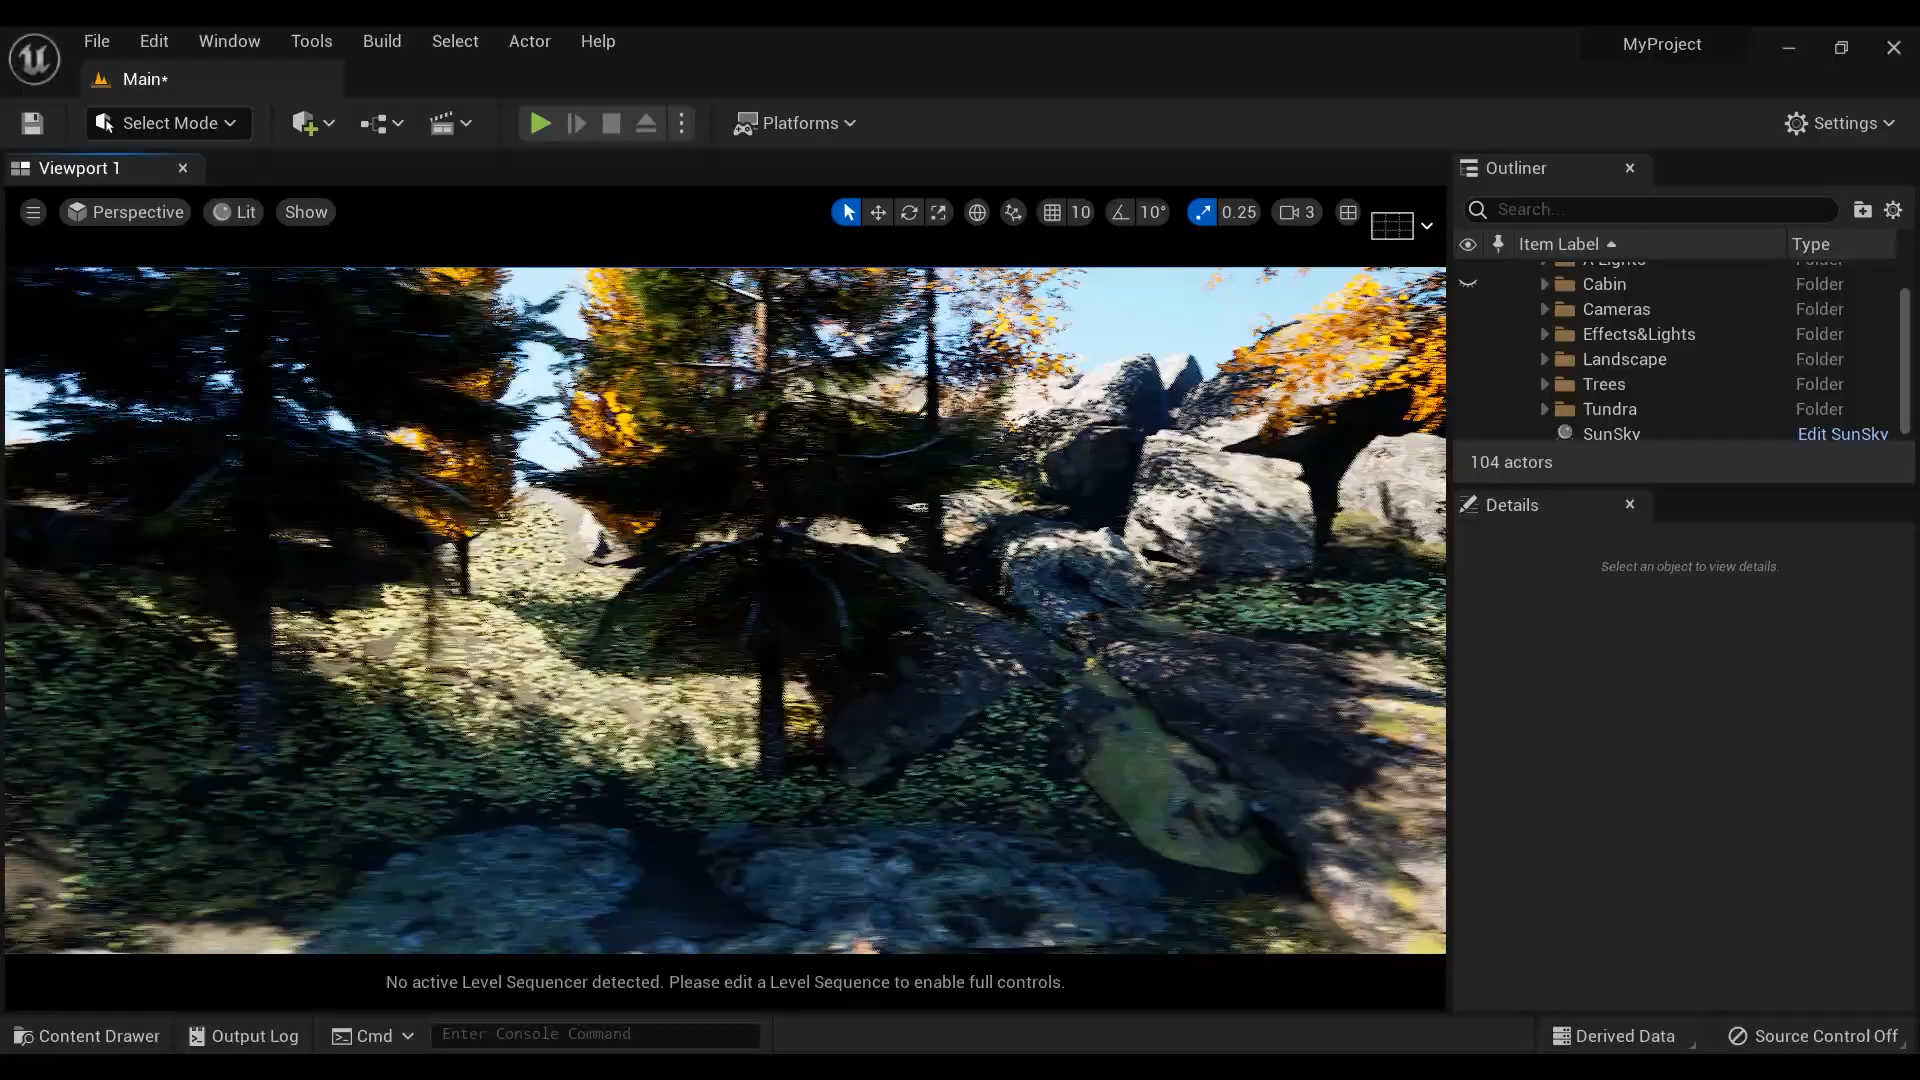 File Edit Window Tools Build Select Actor Help
MyProject
Main*
Select Mode
Platforms
Settings
Viewport 1
Perspective Lit Show
10 10° 0.25 3
Outliner
Search...
Item Label Type
Cabin Folder
Cameras Folder
Effects&Lights Folder
Landscape Folder
Trees Folder
Tundra Folder
SunSky Edit SunSky
104 actors
Details
Select an object to view details.
No active Level Sequencer detected. Please edit a Level Sequence to enable full controls.
Content Drawer Output Log Cmd Enter Console Command
Derived Data Source Control Off